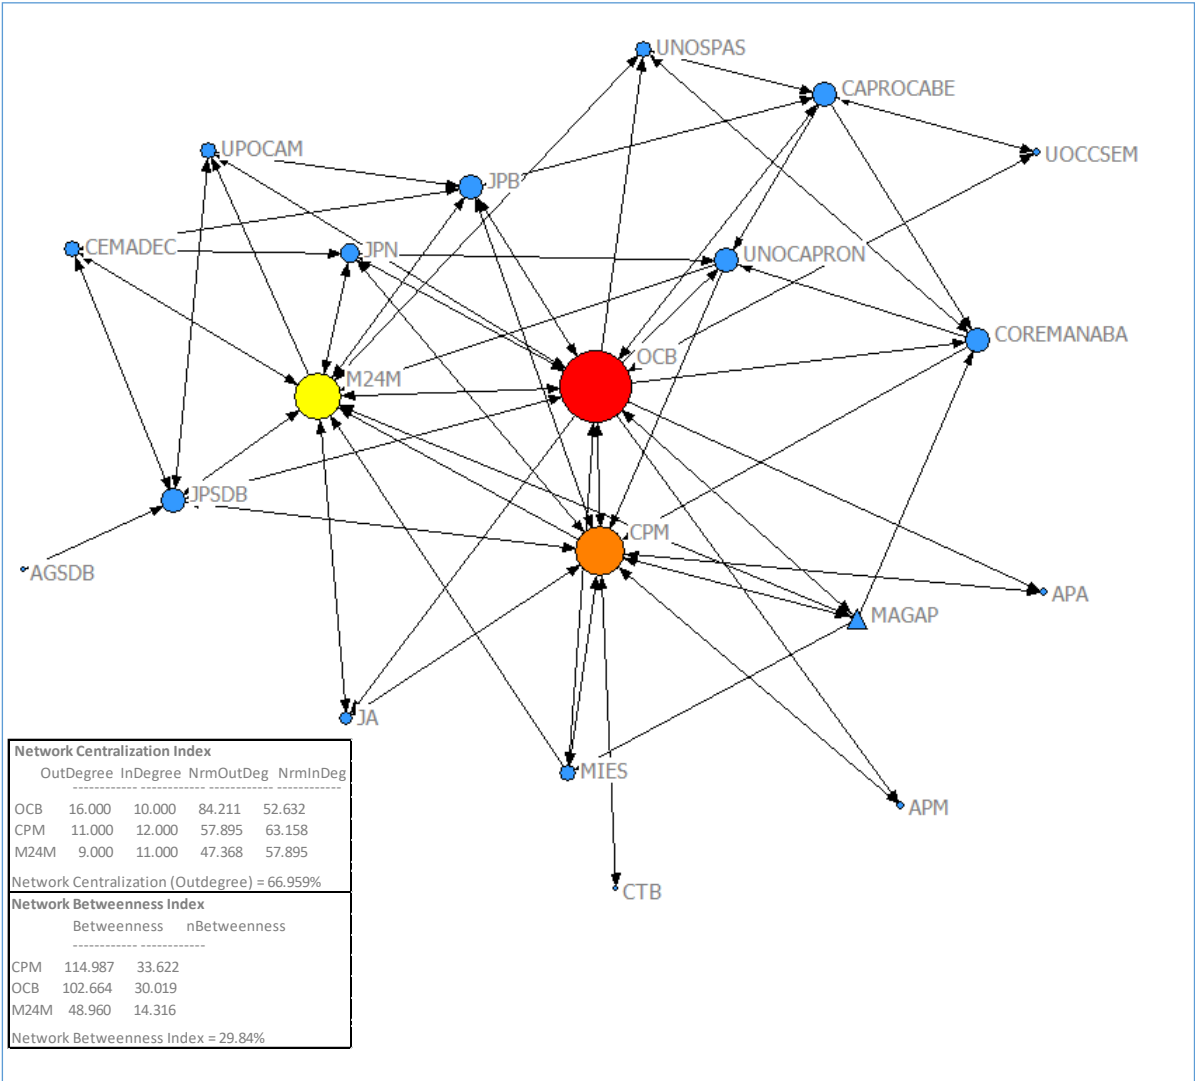 UNOSPAS
CAPROCABE
UPOCAM
UOCCSEM
JPB
CEMADEC
JPN
UNOCAPRON
COREMANABA
OCB
M24M
JPSDB
CPM
AGSDB
APA
MAGAP
JA
MIES
APM
CTB
Network Centralization Index
OutDegree InDegree NrmOutDeg NrmInDeg
------------ ------------ ------------ ------------
OCB 16.000 10.000 84.211 52.632
CPM 11.000 12.000 57.895 63.158
M24M 9.000 11.000 47.368 57.895
Network Centralization (Outdegree) = 66.959%
Network Betweenness Index
Betweenness nBetweenness
------------ ------------
CPM 114.987 33.622
OCB 102.664 30.019
M24M 48.960 14.316
Network Betweenness Index = 29.84%